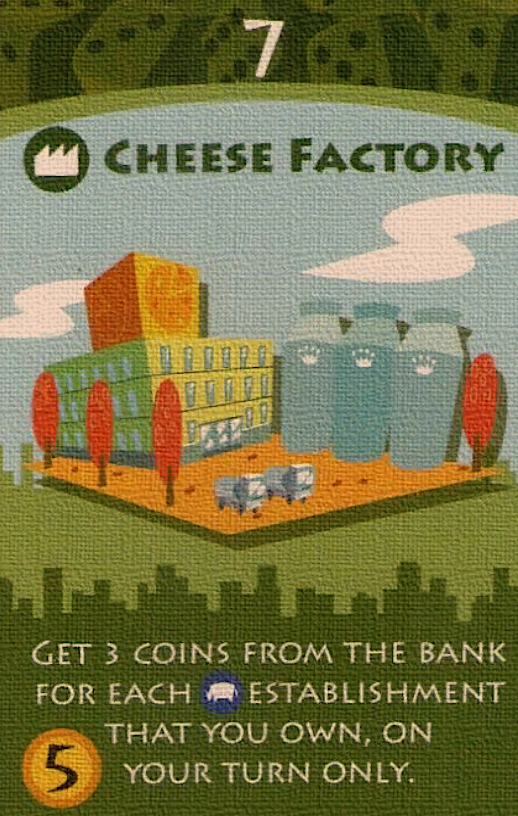 7
CHEESE FACTORY
GET 3 COINS FROM THE BANK
FOR EACH ESTABLISHMENT
THAT YOU OWN, ON
YOUR TURN ONLY.
5